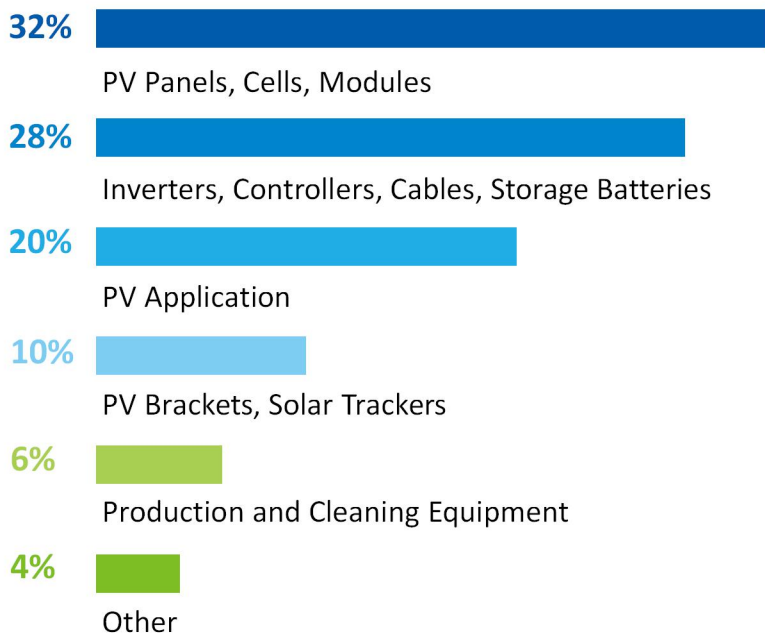 32%
PV Panels, Cells, Modules
28%
Inverters, Controllers, Cables, Storage Batteries
20%
PV Application
10%
PV Brackets, Solar Trackers
6%
Production and Cleaning Equipment
4%
Other